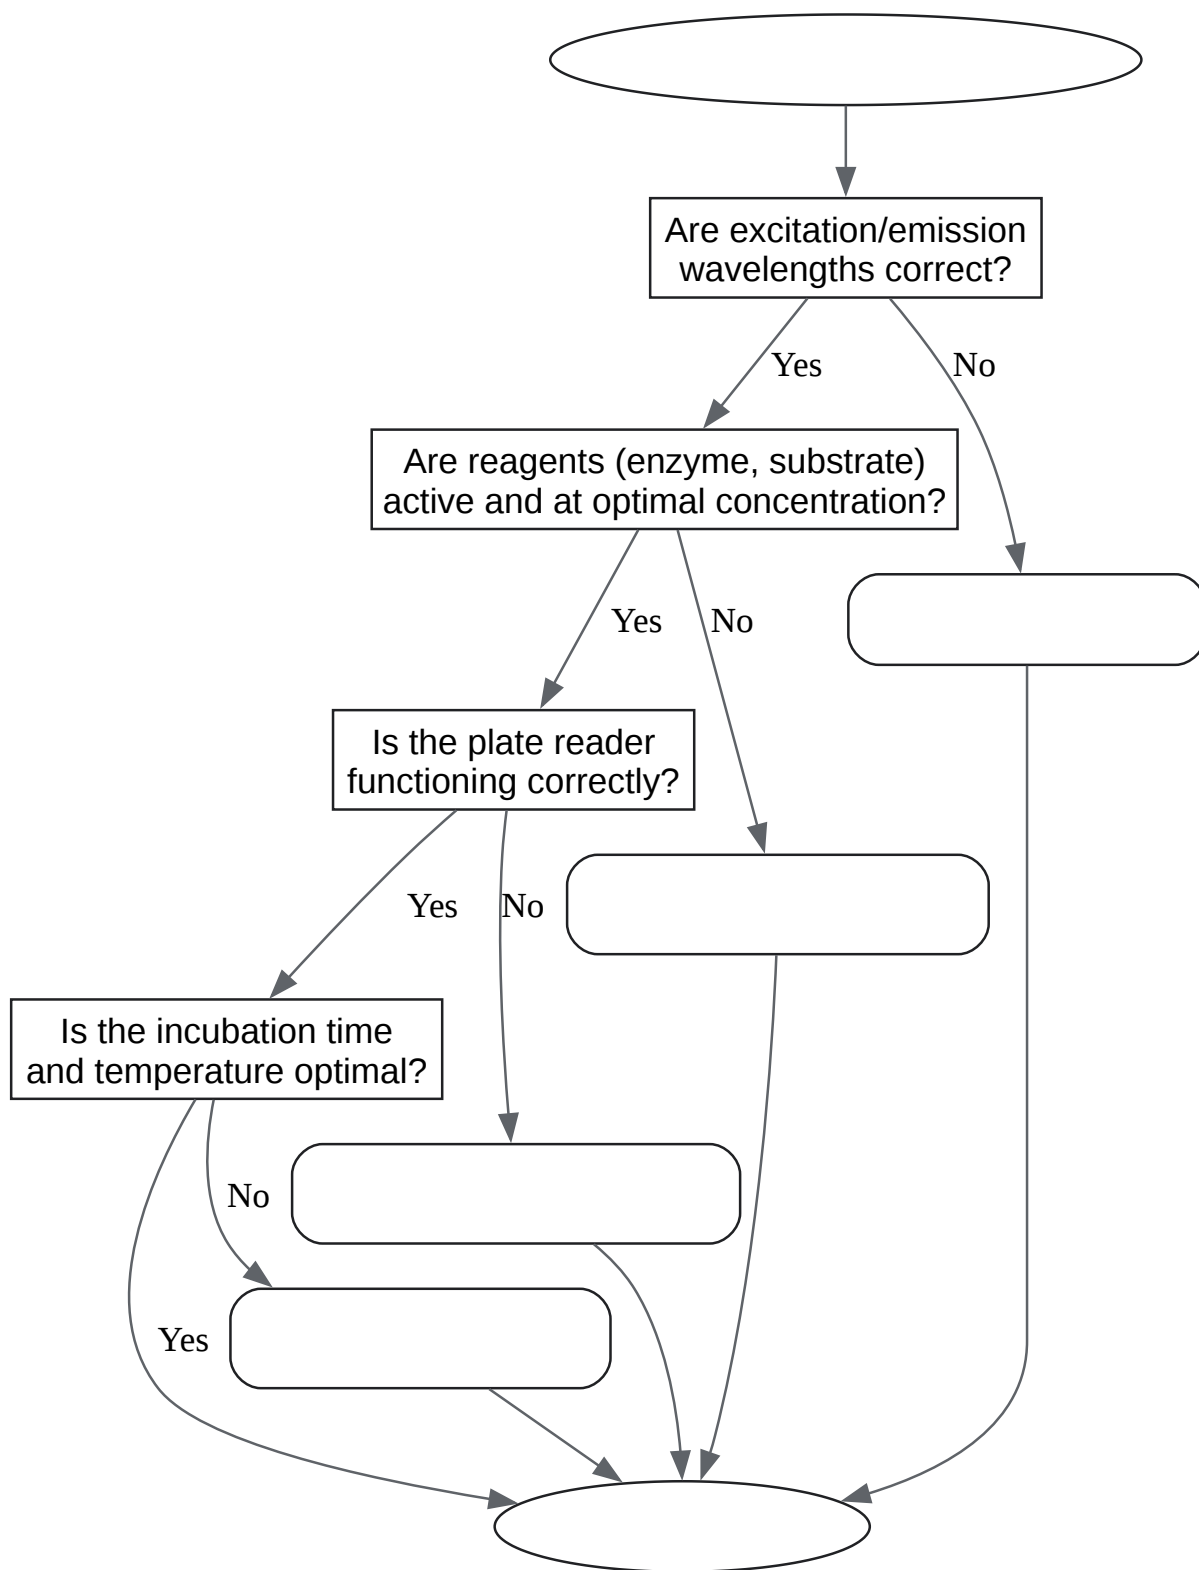 Are excitation/emission
wavelengths correct?
Yes
No
Are reagents (enzyme, substrate)
active and at optimal concentration?
Yes
No
Is the plate reader
functioning correctly?
Yes
No
Is the incubation time
and temperature optimal?
No
Yes